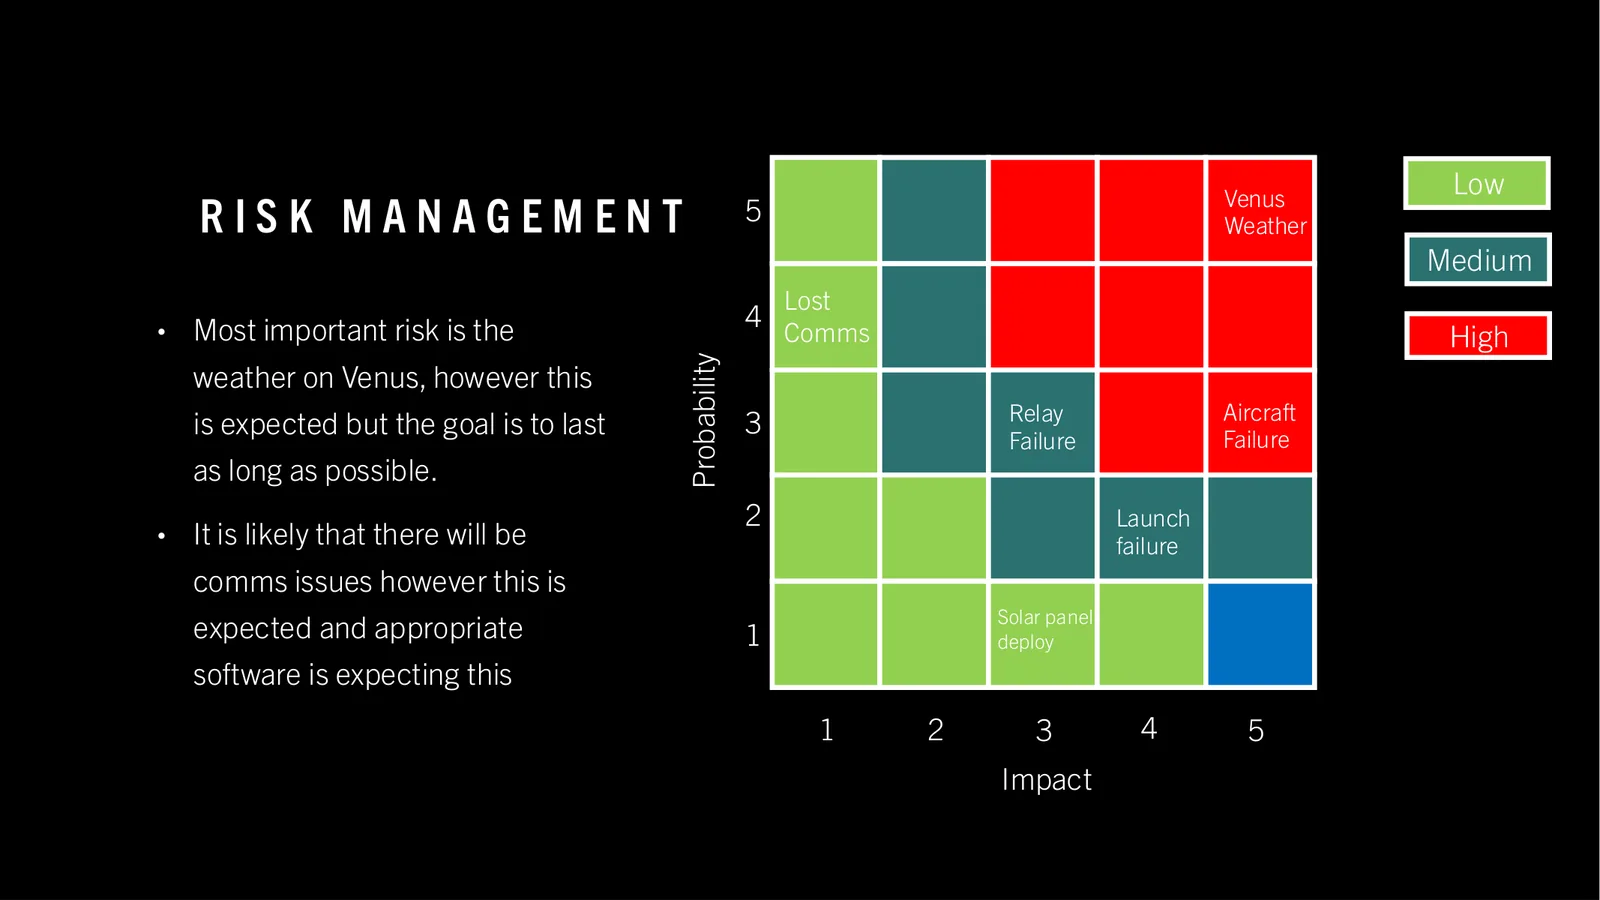 RISK MANAGEMENT
• Most important risk is the
weather on Venus, however this
is expected but the goal is to last
as long as possible.
• It is likely that there will be
comms issues however this is
expected and appropriate
software is expecting this
Probability
5
4
3
2
1
Venus
Weather
Lost
Comms
Relay
Failure
Aircraft
Failure
Launch
failure
Solar panel
deploy
1
2
3
4
5
Impact
Low
Medium
High